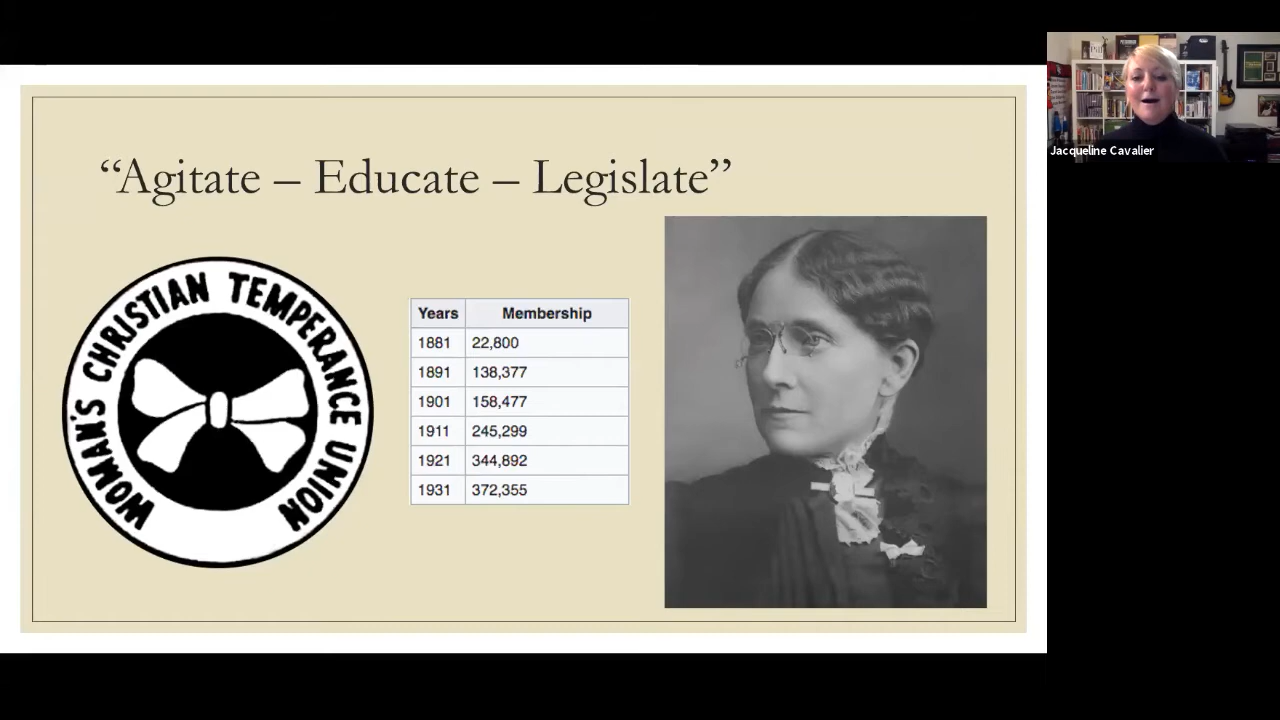 “Agitate – Educate – Legislate”
WOMAN'S CHRISTIAN TEMPERANCE UNION
Years Membership
1881 22,800
1891 138,377
1901 158,477
1911 245,299
1921 344,892
1931 372,355
Jacqueline Cavalier